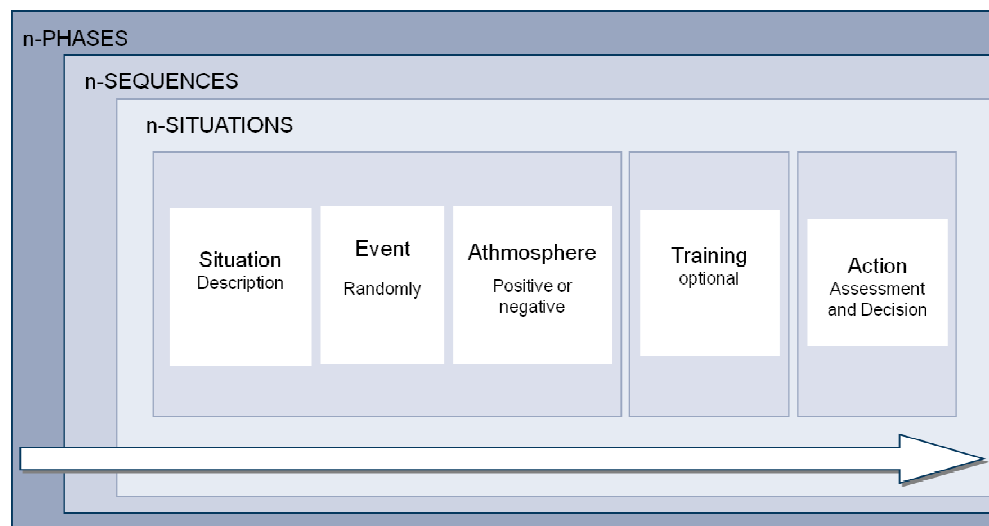 n-PHASES
n-SEQUENCES
n-SITUATIONS
Situation
Description
Event
Randomly
Athmosphere
Positive or
negative
Training
optional
Action
Assessment
and Decision